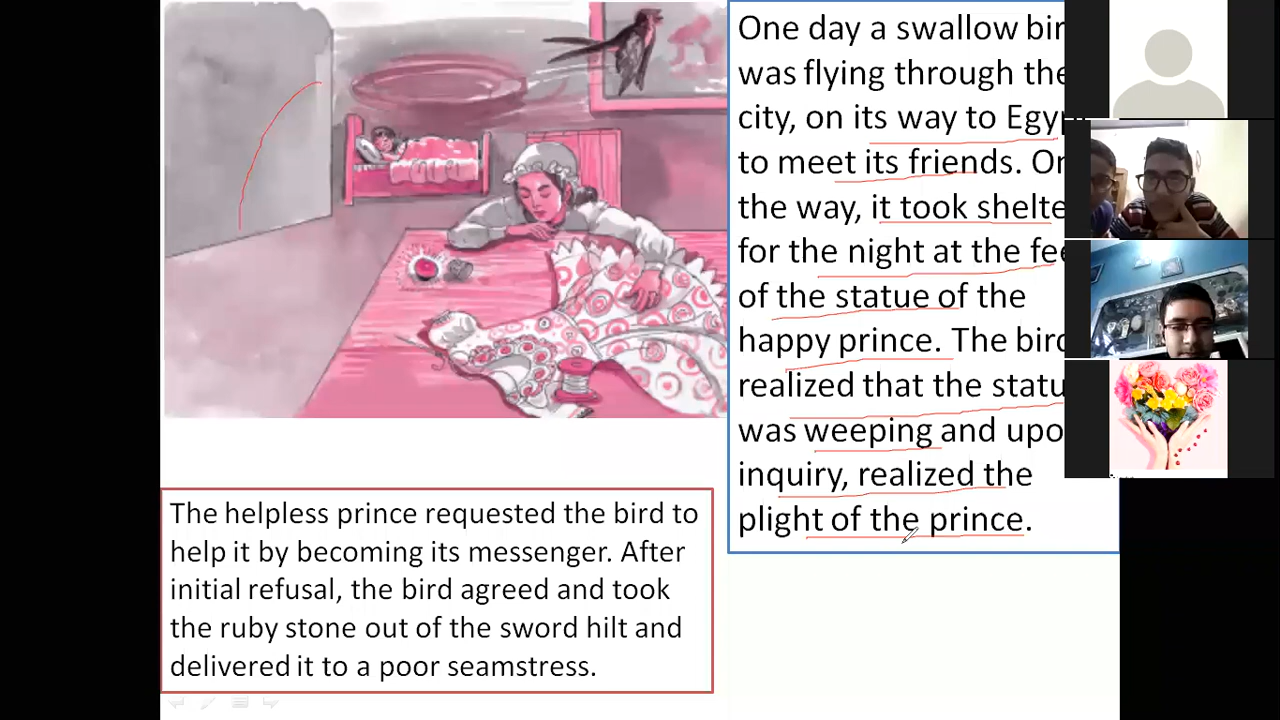 One day a swallow bir
was flying through the
city, on its way to Egyp
to meet its friends. On
the way, it took shelte
for the night at the fee
of the statue of the
happy prince. The bird
realized that the statu
was weeping and upo
inquiry, realized the
plight of the prince.
The helpless prince requested the bird to
help it by becoming its messenger. After
initial refusal, the bird agreed and took
the ruby stone out of the sword hilt and
delivered it to a poor seamstress.